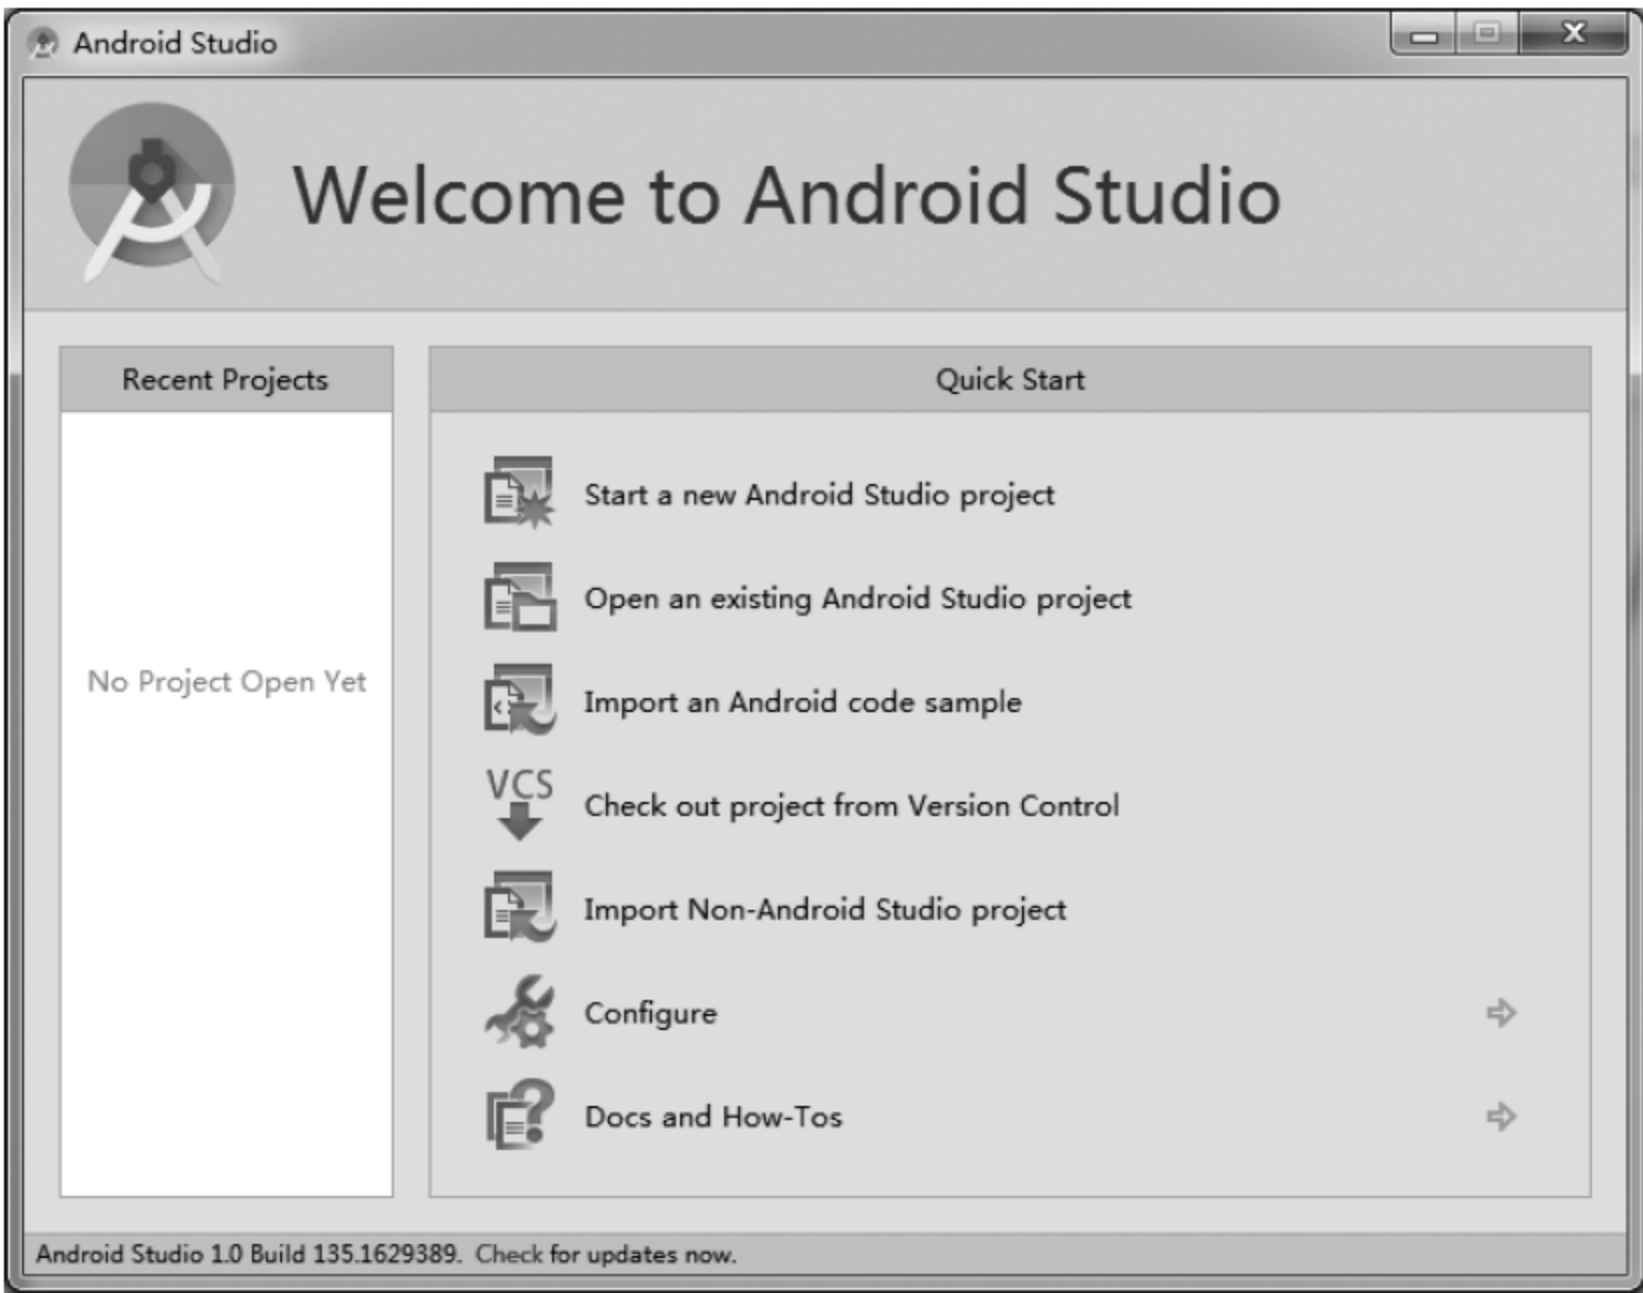 Android Studio
Welcome to Android Studio
Recent Projects
No Project Open Yet
Quick Start
Start a new Android Studio project
Open an existing Android Studio project
Import an Android code sample
VCS
Check out project from Version Control
Import Non-Android Studio project
Configure
Docs and How-Tos
Android Studio 1.0 Build 135.1629389. Check for updates now.